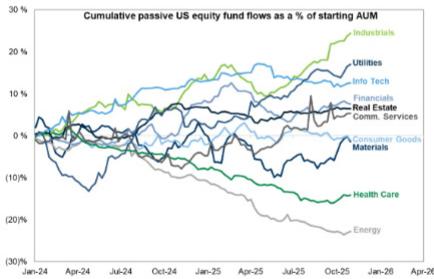 Cumulative passive US equity fund flows as a % of starting AUM
30 %
20 %
10 %
0 %
(10)%
(20)%
(30)%
Industrials
Utilities
Info Tech
Financials
Real Estate
Comm. Services
Consumer Goods
Materials
Health Care
Energy
Jan-24 Apr-24 Jul-24 Oct-24 Jan-25 Apr-25 Jul-25 Oct-25 Jan-26 Apr-26